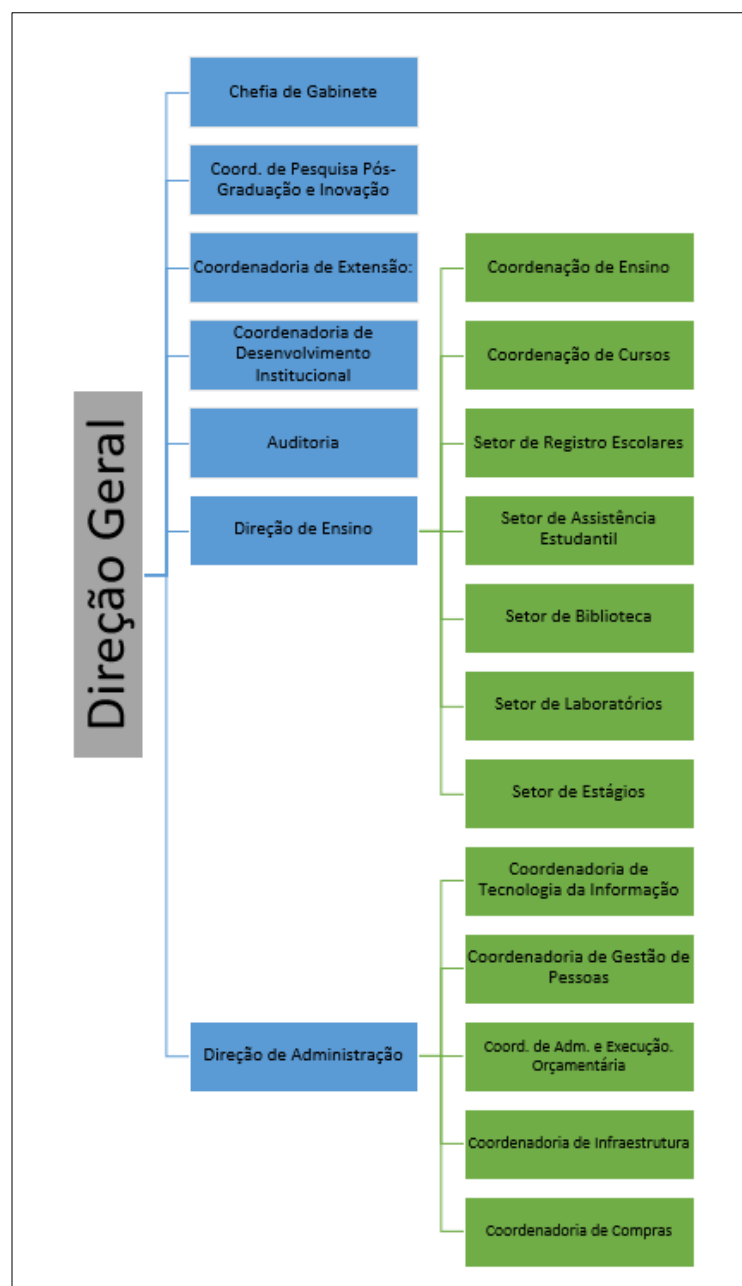 Direção Geral
Chefia de Gabinete
Coord. de Pesquisa Pós-
Graduação e Inovação
Coordenadoria de Extensão:
Coordenadoria de
Desenvolvimento
Institucional
Auditoria
Direção de Ensino
Coordenação de Ensino
Coordenação de Cursos
Setor de Registro Escolares
Setor de Assistência
Estudantil
Setor de Biblioteca
Setor de Laboratórios
Setor de Estágios
Direção de Administração
Coordenadoria de
Tecnologia da Informação
Coordenadoria de Gestão de
Pessoas
Coord. de Adm. e Execução.
Orçamentária
Coordenadoria de Infraestrutura
Coordenadoria de Compras